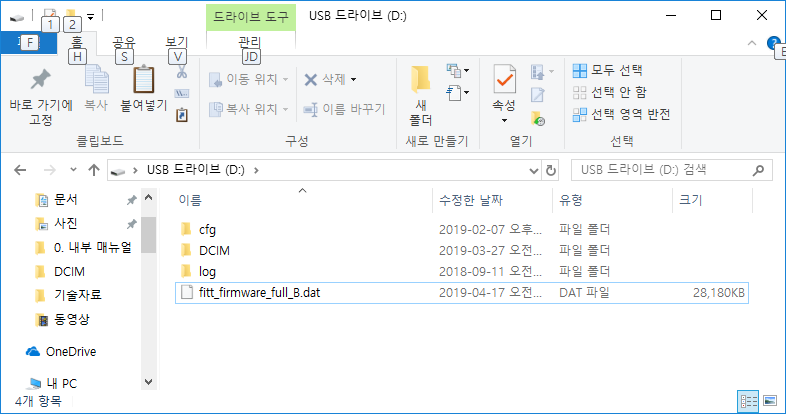 1 2
드라이브 도구
USB 드라이브 (D:)
F
홈
공유
보기
관리
H
S
V
JD
바로 가기에
고정
복사
붙여넣기
클립보드
이동 위치
복사 위치
삭제
이름 바꾸기
구성
새
폴더
새로 만들기
속성
열기
모두 선택
선택 안 함
선택 영역 반전
선택
USB 드라이브 (D:)
USB 드라이브 (D:) 검색
문서
사진
0. 내부 매뉴얼
DCIM
기술자료
동영상
OneDrive
내 PC
이름 수정한 날짜 유형 크기
cfg 2019-02-07 오후... 파일 폴더
DCIM 2019-03-27 오전... 파일 폴더
log 2018-09-11 오전... 파일 폴더
fitt_firmware_full_B.dat 2019-04-17 오전... DAT 파일 28,180KB
4개 항목